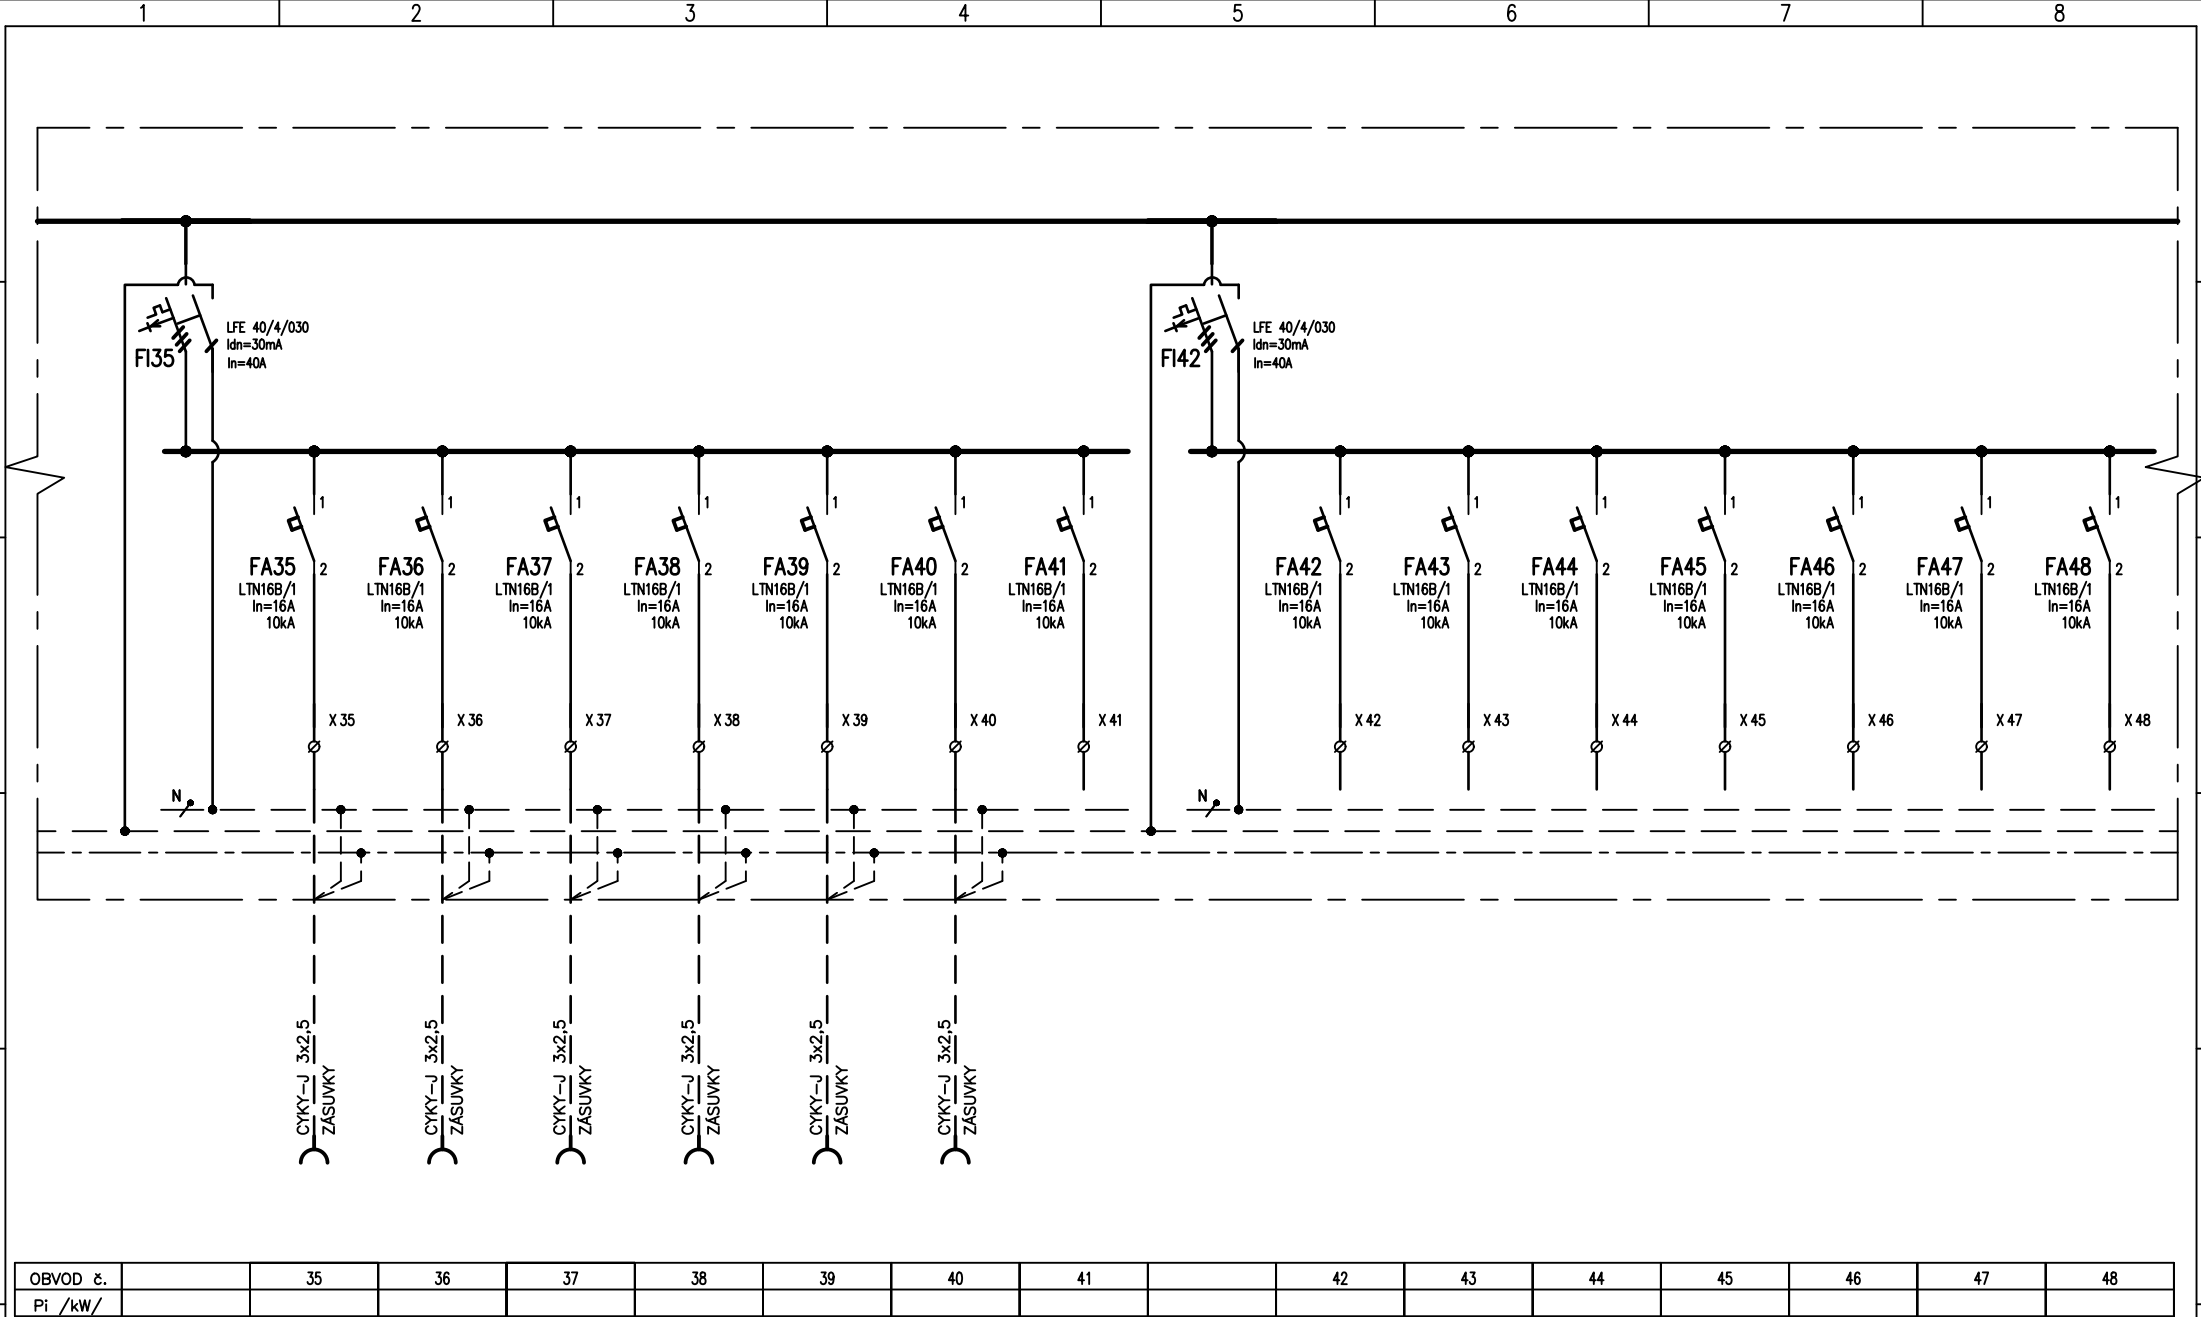 1 2 3 4 5 6 7 8
LFE 40/4/030
Idn=30mA
In=40A
FI35
LFE 40/4/030
Idn=30mA
In=40A
FI42
1 1 1 1 1 1 1 1 1 1 1 1 1 1
2 2 2 2 2 2 2 2 2 2 2 2 2 2
FA35
LTN16B/1
In=16A
10kA
FA36
LTN16B/1
In=16A
10kA
FA37
LTN16B/1
In=16A
10kA
FA38
LTN16B/1
In=16A
10kA
FA39
LTN16B/1
In=16A
10kA
FA40
LTN16B/1
In=16A
10kA
FA41
LTN16B/1
In=16A
10kA
FA42
LTN16B/1
In=16A
10kA
FA43
LTN16B/1
In=16A
10kA
FA44
LTN16B/1
In=16A
10kA
FA45
LTN16B/1
In=16A
10kA
FA46
LTN16B/1
In=16A
10kA
FA47
LTN16B/1
In=16A
10kA
FA48
LTN16B/1
In=16A
10kA
X 35 X 36 X 37 X 38 X 39 X 40 X 41 X 42 X 43 X 44 X 45 X 46 X 47 X 48
N N
CYKY-J 3x2,5
ZÁSUVKY
CYKY-J 3x2,5
ZÁSUVKY
CYKY-J 3x2,5
ZÁSUVKY
CYKY-J 3x2,5
ZÁSUVKY
CYKY-J 3x2,5
ZÁSUVKY
CYKY-J 3x2,5
ZÁSUVKY
OBVOD č. 35 36 37 38 39 40 41 42 43 44 45 46 47 48
Pi /kW/